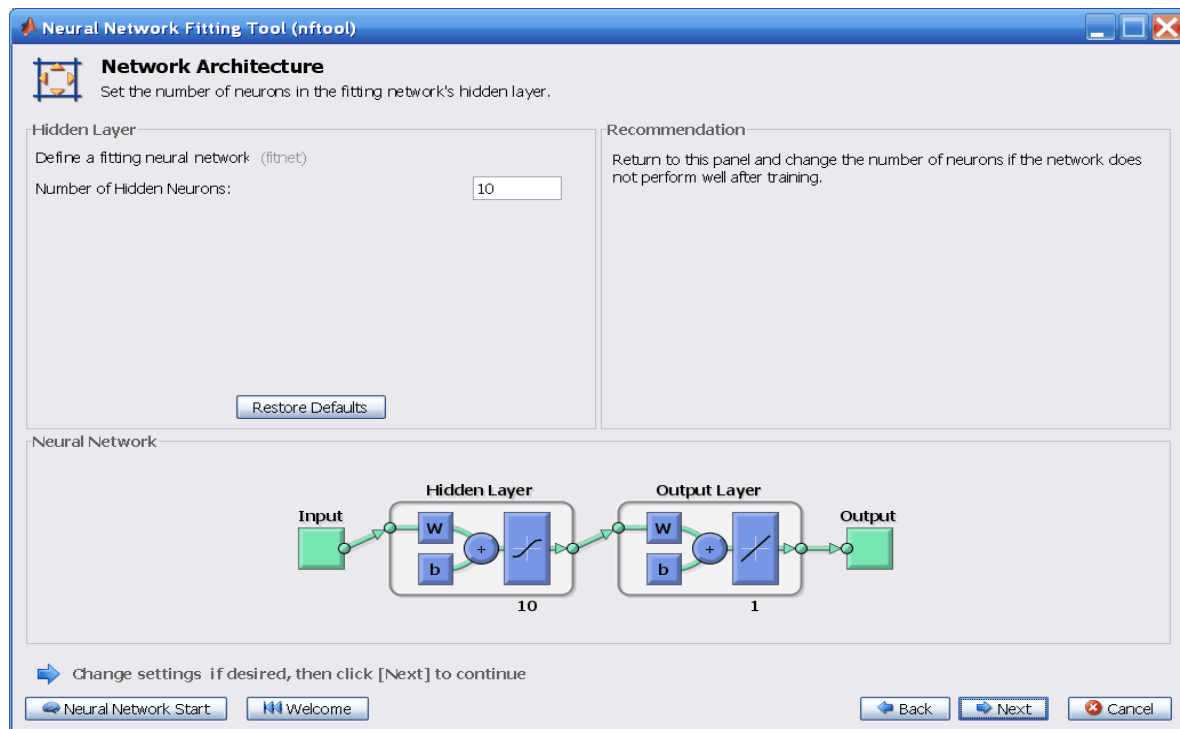 Neural Network Fitting Tool (nftool)
Network Architecture
Set the number of neurons in the fitting network's hidden layer.
Hidden Layer
Define a fitting neural network (fitnet)
Number of Hidden Neurons: 10
Restore Defaults
Recommendation
Return to this panel and change the number of neurons if the network does
not perform well after training.
Neural Network
Hidden Layer
Output Layer
Input
Output
W
b
+
10
W
b
+
1
Change settings if desired, then click [Next] to continue
Neural Network Start
Welcome
Back
Next
Cancel